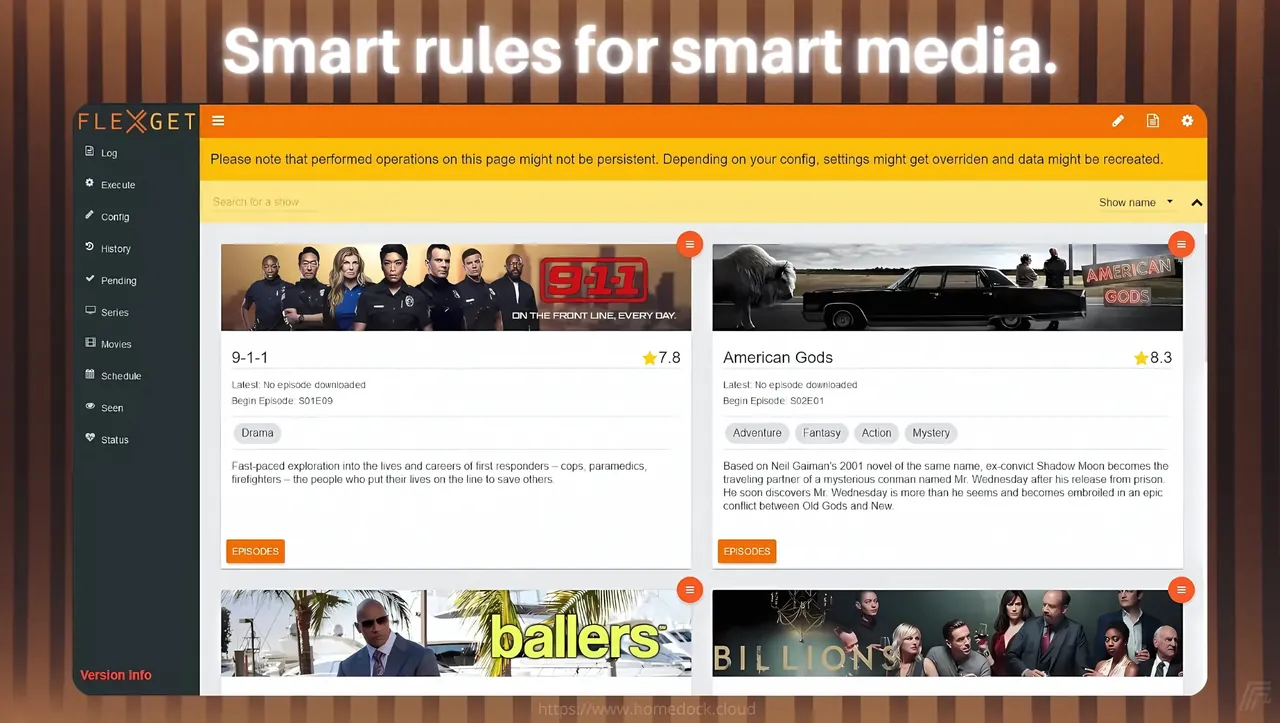 Smart rules for smart media.
FLEXGET
Log
Execute
Config
History
Pending
Series
Movies
Schedule
Seen
Status
Version Info
Please note that performed operations on this page might not be persistent. Depending on your config, settings might get overriden and data might be recreated.
Search for a show
Show name
9-1-1
ON THE FRONT LINE, EVERY DAY.
9-1-1
7.8
Latest: No episode downloaded
Begin Episode: S01E09
Drama
Fast-paced exploration into the lives and careers of first responders – cops, paramedics,
firefighters – the people who put their lives on the line to save others.
EPISODES
AMERICAN
GODS
American Gods
8.3
Latest: No episode downloaded
Begin Episode: S02E01
Adventure Fantasy Action Mystery
Based on Neil Gaiman's 2001 novel of the same name, ex-convict Shadow Moon becomes the
traveling partner of a mysterious conman named Mr. Wednesday after his release from prison.
He soon discovers Mr. Wednesday is more than he seems and becomes embroiled in an epic
conflict between Old Gods and New.
EPISODES
ballers
BILLIONS
https://www.homedock.cloud